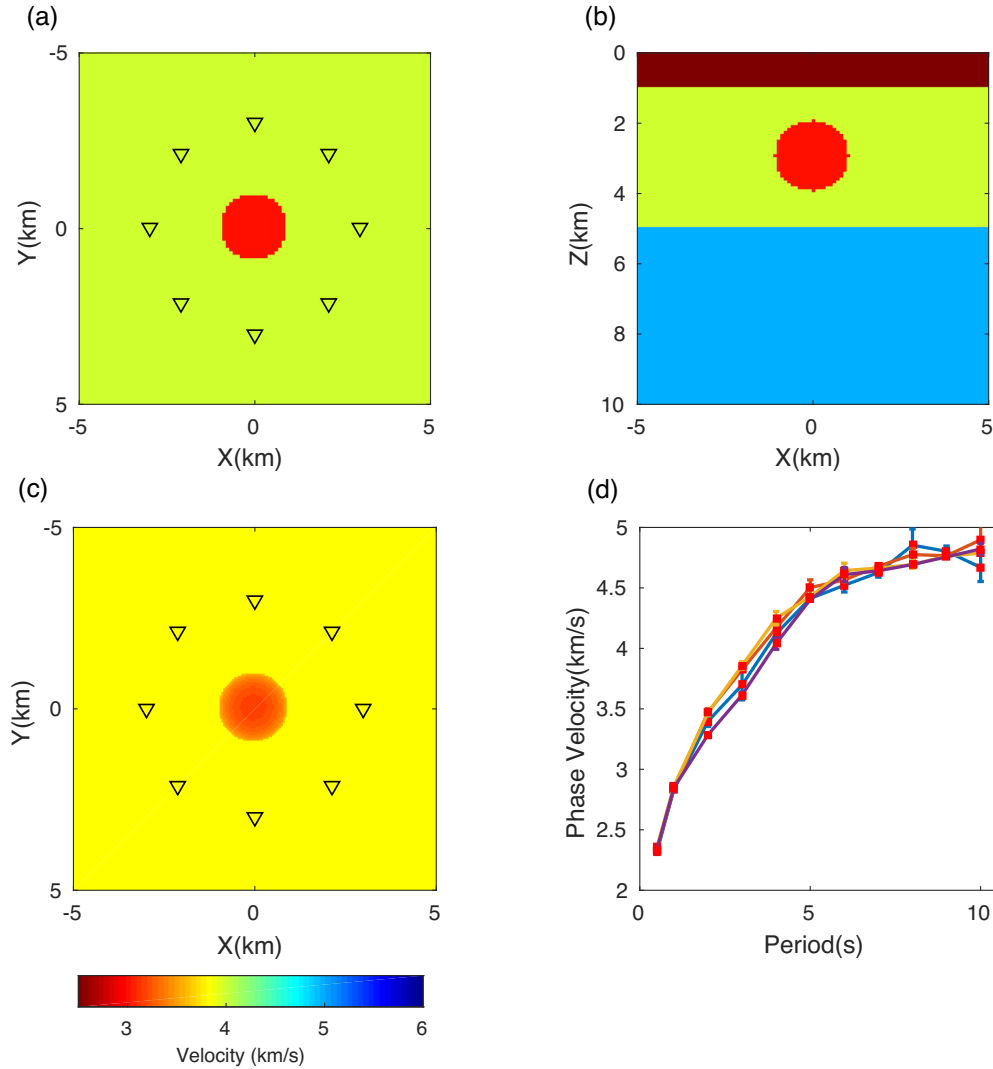 (a)
-5
0
5
Y(km)
-5 0 5
X(km)
(b)
0
2
4
6
8
10
Z(km)
-5 0 5
X(km)
(c)
-5
0
5
Y(km)
-5 0 5
X(km)
3 4 5 6
Velocity (km/s)
(d)
5
4.5
4
3.5
3
2.5
2
Phase Velocity(km/s)
0 5 10
Period(s)